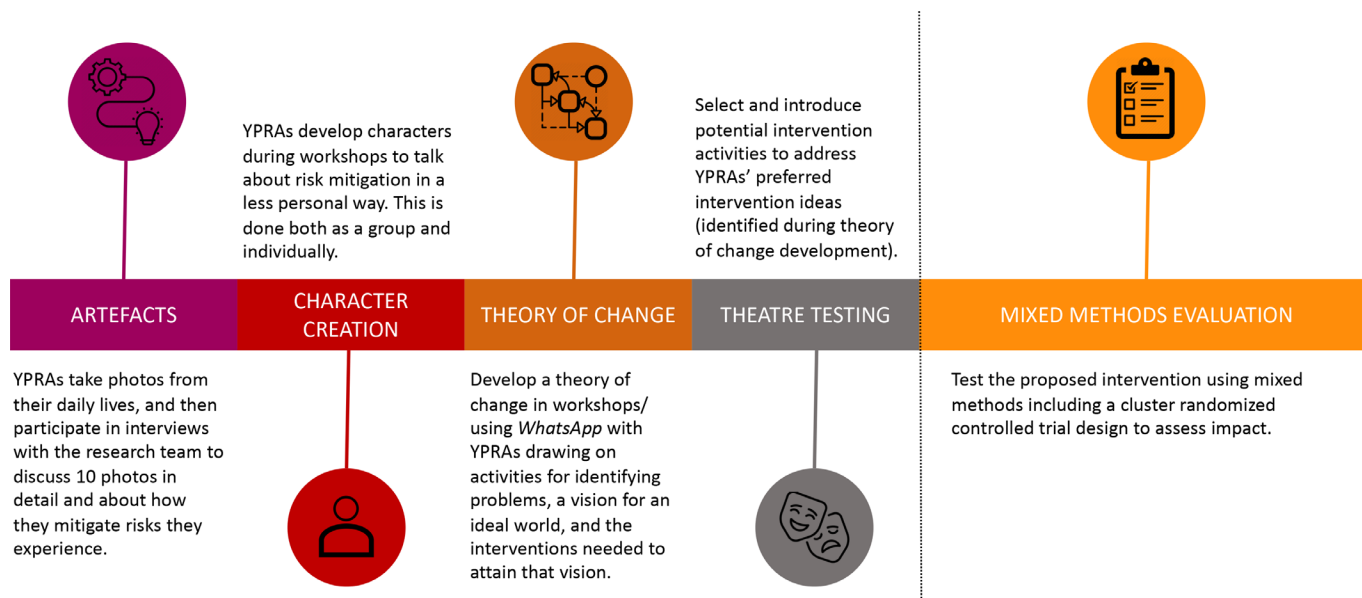 ARTEFACTS
YPRAs take photos from
their daily lives, and then
participate in interviews
with the research team to
discuss 10 photos in
detail and about how
they mitigate risks they
experience.
YPRAs develop characters
during workshops to talk
about risk mitigation in a
less personal way. This is
done both as a group and
individually.
CHARACTER
CREATION
THEORY OF CHANGE
Develop a theory of
change in workshops/
using WhatsApp with
YPRAs drawing on
activities for identifying
problems, a vision for an
ideal world, and the
interventions needed to
attain that vision.
Select and introduce
potential intervention
activities to address
YPRAs’ preferred
intervention ideas
(identified during theory
of change development).
THEATRE TESTING
MIXED METHODS EVALUATION
Test the proposed intervention using mixed
methods including a cluster randomized
controlled trial design to assess impact.